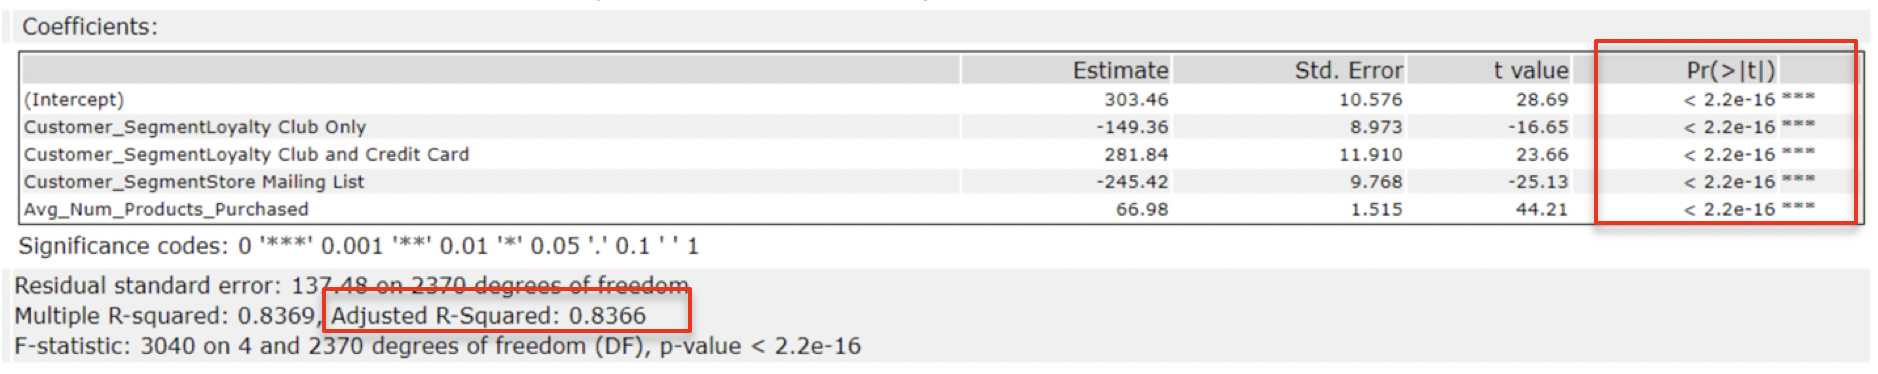 Coefficients:
Estimate Std. Error t value Pr(>|t|)
(Intercept) 303.46 10.576 28.69 < 2.2e-16 ***
Customer_SegmentLoyalty Club Only -149.36 8.973 -16.65 < 2.2e-16 ***
Customer_SegmentLoyalty Club and Credit Card 281.84 11.910 23.66 < 2.2e-16 ***
Customer_SegmentStore Mailing List -245.42 9.768 -25.13 < 2.2e-16 ***
Avg_Num_Products_Purchased 66.98 1.515 44.21 < 2.2e-16 ***
Significance codes: 0 '***' 0.001 '**' 0.01 '*' 0.05 '.' 0.1 ' ' 1
Residual standard error: 137.48 on 2370 degrees of freedom
Multiple R-squared: 0.8369, Adjusted R-Squared: 0.8366
F-statistic: 3040 on 4 and 2370 degrees of freedom (DF), p-value < 2.2e-16